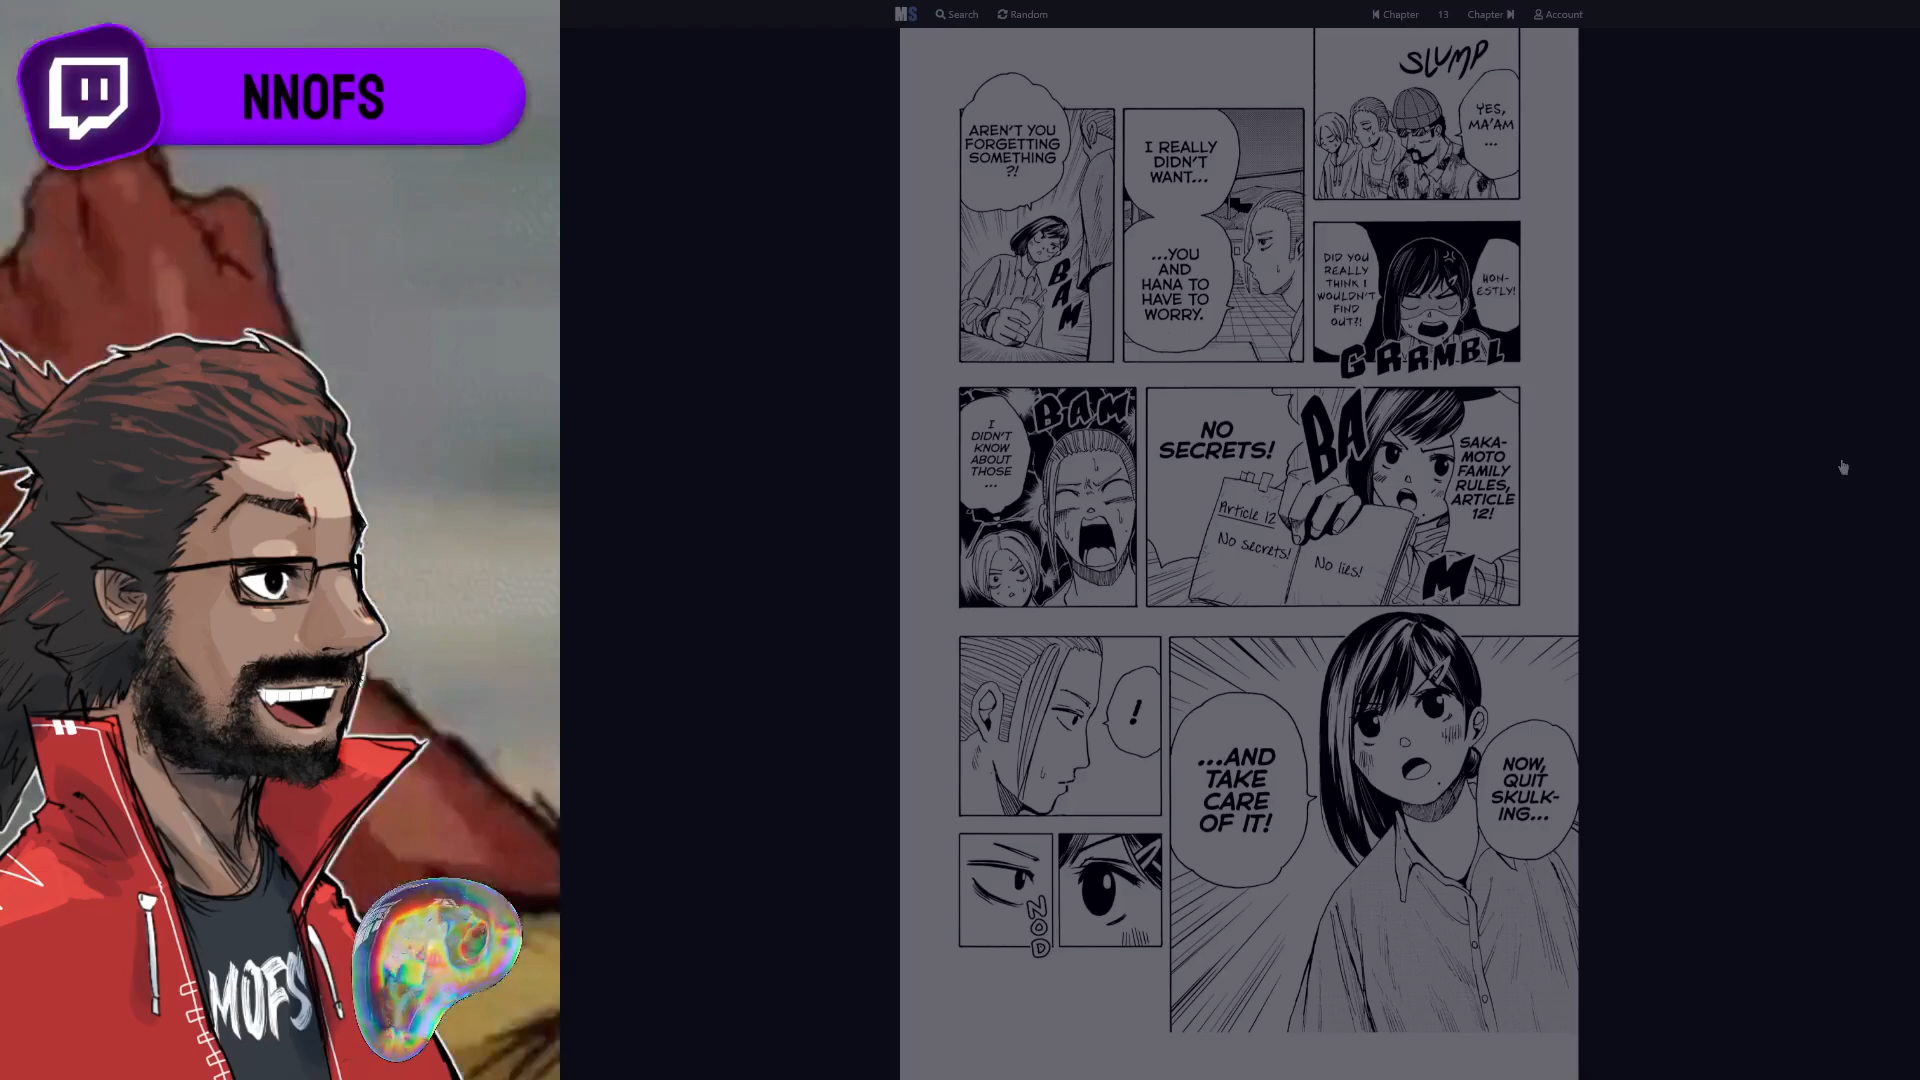 NNOFS
MS
Search
Random
Chapter
13
Chapter
Account
SLUMP
YES,
MA'AM
...
I REALLY
DIDN'T
WANT...
...YOU
AND
HANA TO
HAVE TO
WORRY.
AREN'T YOU
FORGETTING
SOMETHING
?!
BAM
HON-
ESTLY!
DID YOU
REALLY
THINK I
WOULDN'T
FIND
OUT?!
GRRMBL
SAKA-
MOTO
FAMILY
RULES,
ARTICLE
12!
BA
M
NO
SECRETS!
Article 12
No secrets!
No lies!
BAM
I
DIDN'T
KNOW
ABOUT
THOSE
...
NOW,
QUIT
SKULK-
ING...
...AND
TAKE
CARE
OF IT!
!
NOD
MOFS